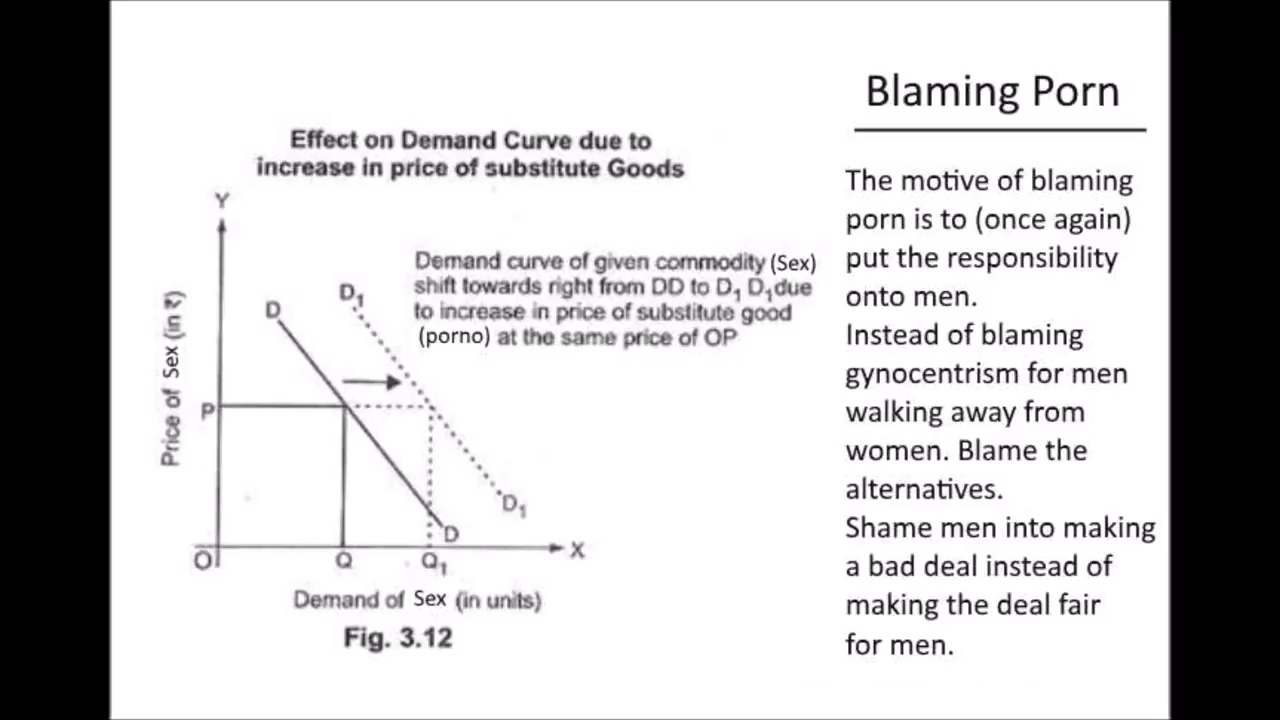 Blaming Porn
Effect on Demand Curve due to
increase in price of substitute Goods
Y
Demand curve of given commodity (Sex)
shift towards right from DD to D₁ D₁ due
to increase in price of substitute good
(porno) at the same price of OP
D
D₁
Price of Sex (in ₹)
P
D₁
D
O
Q
Q₁
X
Demand of Sex (in units)
Fig. 3.12
The motive of blaming
porn is to (once again)
put the responsibility
onto men.
Instead of blaming
gynocentrism for men
walking away from
women. Blame the
alternatives.
Shame men into making
a bad deal instead of
making the deal fair
for men.